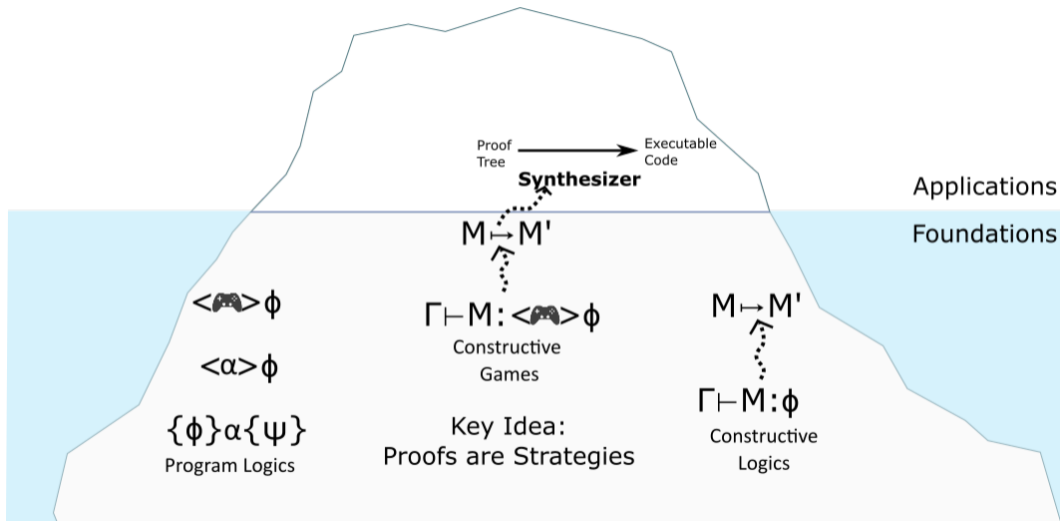 Proof
Tree
Executable
Code
Synthesizer
Applications
Foundations
M↦M'
<🎮>ϕ
Γ⊢M:<🎮>ϕ
Constructive
Games
M↦M'
<α>ϕ
Γ⊢M:ϕ
Constructive
Logics
{ϕ}α{ψ}
Program Logics
Key Idea:
Proofs are Strategies